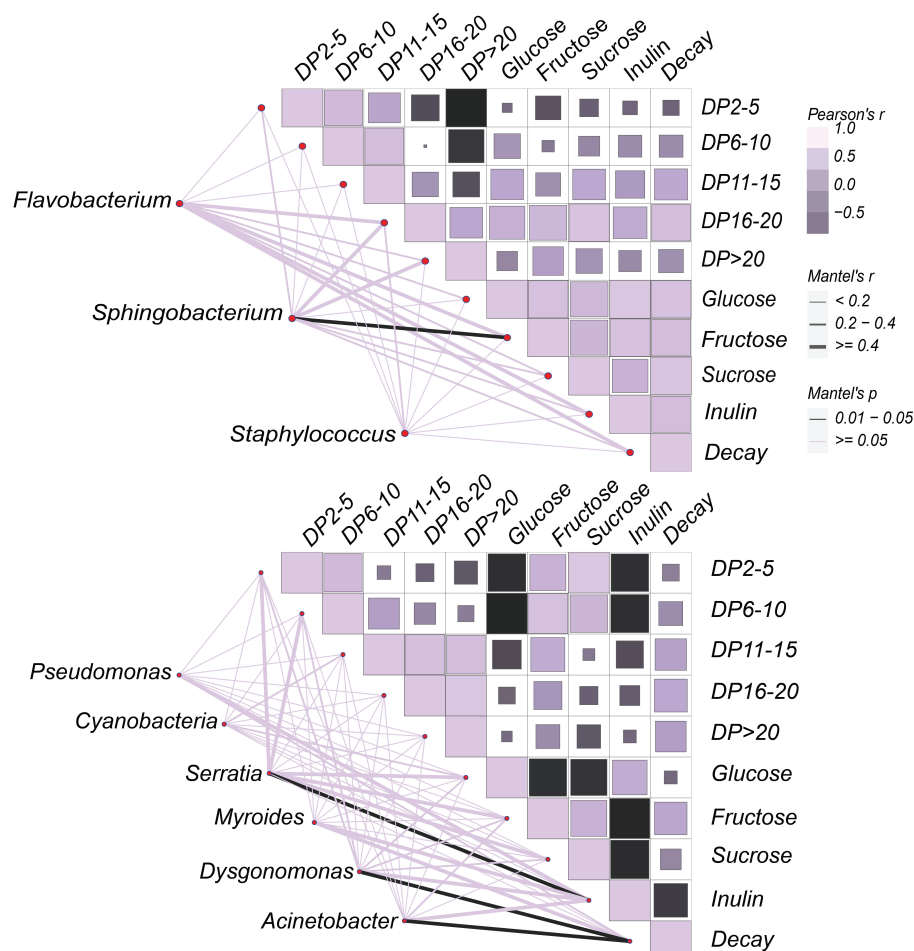 DP2-5 DP6-10 DP11-15 DP16-20 DP>20 Glucose Fructose Sucrose Inulin Decay
DP2-5
DP6-10
DP11-15
DP16-20
DP>20
Glucose
Fructose
Sucrose
Inulin
Decay
Flavobacterium
Sphingobacterium
Staphylococcus
Pearson's r
1.0
0.5
0.0
−0.5
Mantel's r
< 0.2
0.2 − 0.4
>= 0.4
Mantel's p
0.01 − 0.05
>= 0.05
DP2-5 DP6-10 DP11-15 DP16-20 DP>20 Glucose Fructose Sucrose Inulin Decay
DP2-5
DP6-10
DP11-15
DP16-20
DP>20
Glucose
Fructose
Sucrose
Inulin
Decay
Pseudomonas
Cyanobacteria
Serratia
Myroides
Dysgonomonas
Acinetobacter